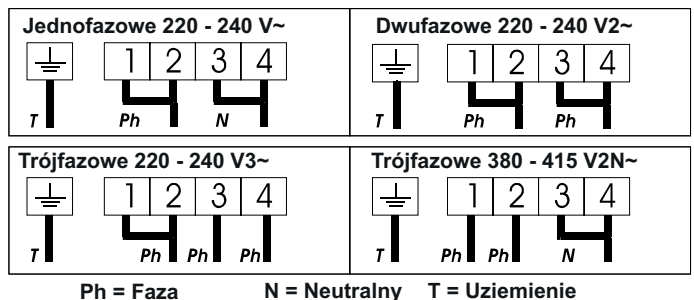 Jednofazowe 220 - 240 V~
1 2 3 4
T Ph N
Dwufazowe 220 - 240 V2~
1 2 3 4
T Ph Ph
Trójfazowe 220 - 240 V3~
1 2 3 4
T Ph Ph Ph
Trójfazowe 380 - 415 V2N~
1 2 3 4
T Ph Ph N
Ph = Faza N = Neutralny T = Uziemienie